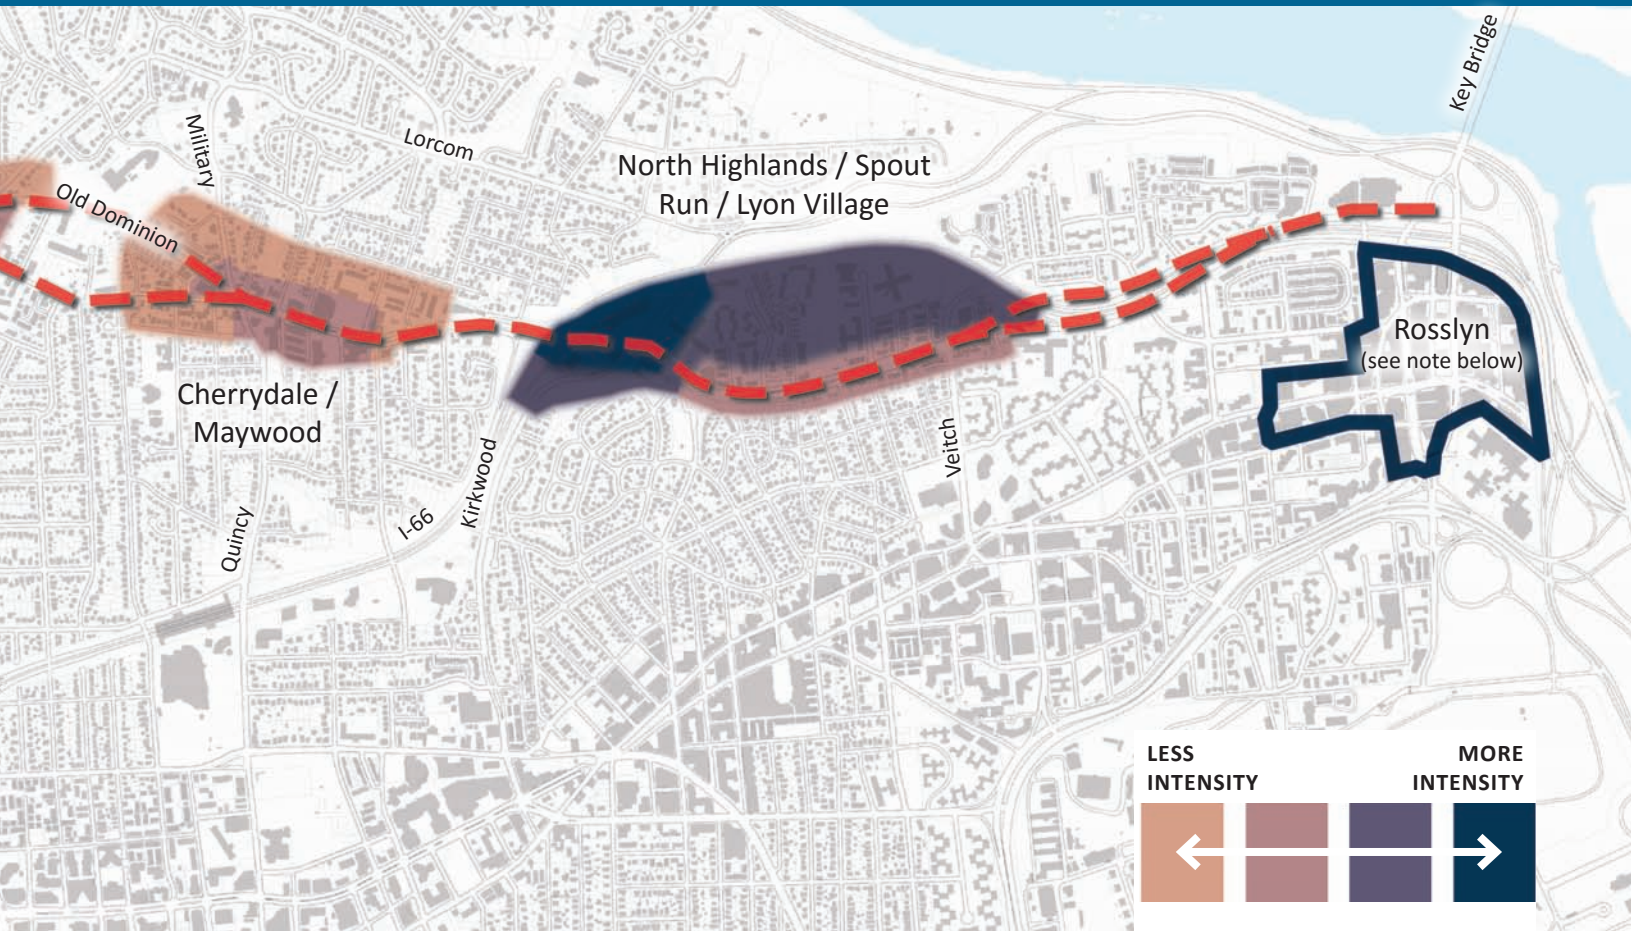 Key Bridge
Military
Lorcom
North Highlands / Spout
Run / Lyon Village
Old Dominion
Rosslyn
(see note below)
Cherrydale /
Maywood
Veitch
Kirkwood
I-66
Quincy
LESS
INTENSITY
MORE
INTENSITY